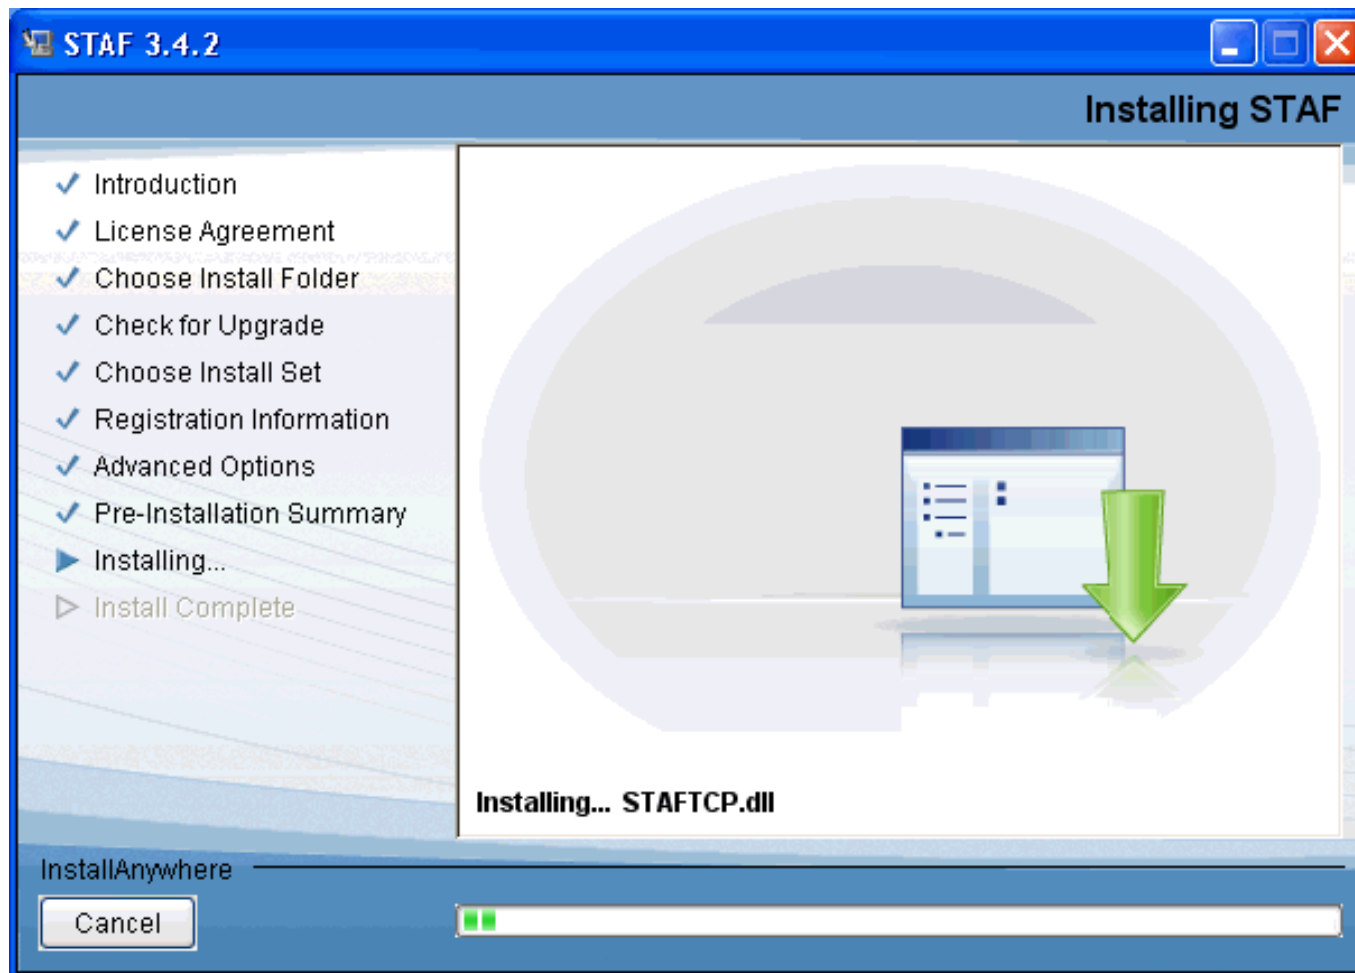 STAF 3.4.2
Installing STAF
Introduction
License Agreement
Choose Install Folder
Check for Upgrade
Choose Install Set
Registration Information
Advanced Options
Pre-Installation Summary
Installing...
Install Complete
Installing... STAFTCP.dll
InstallAnywhere
Cancel